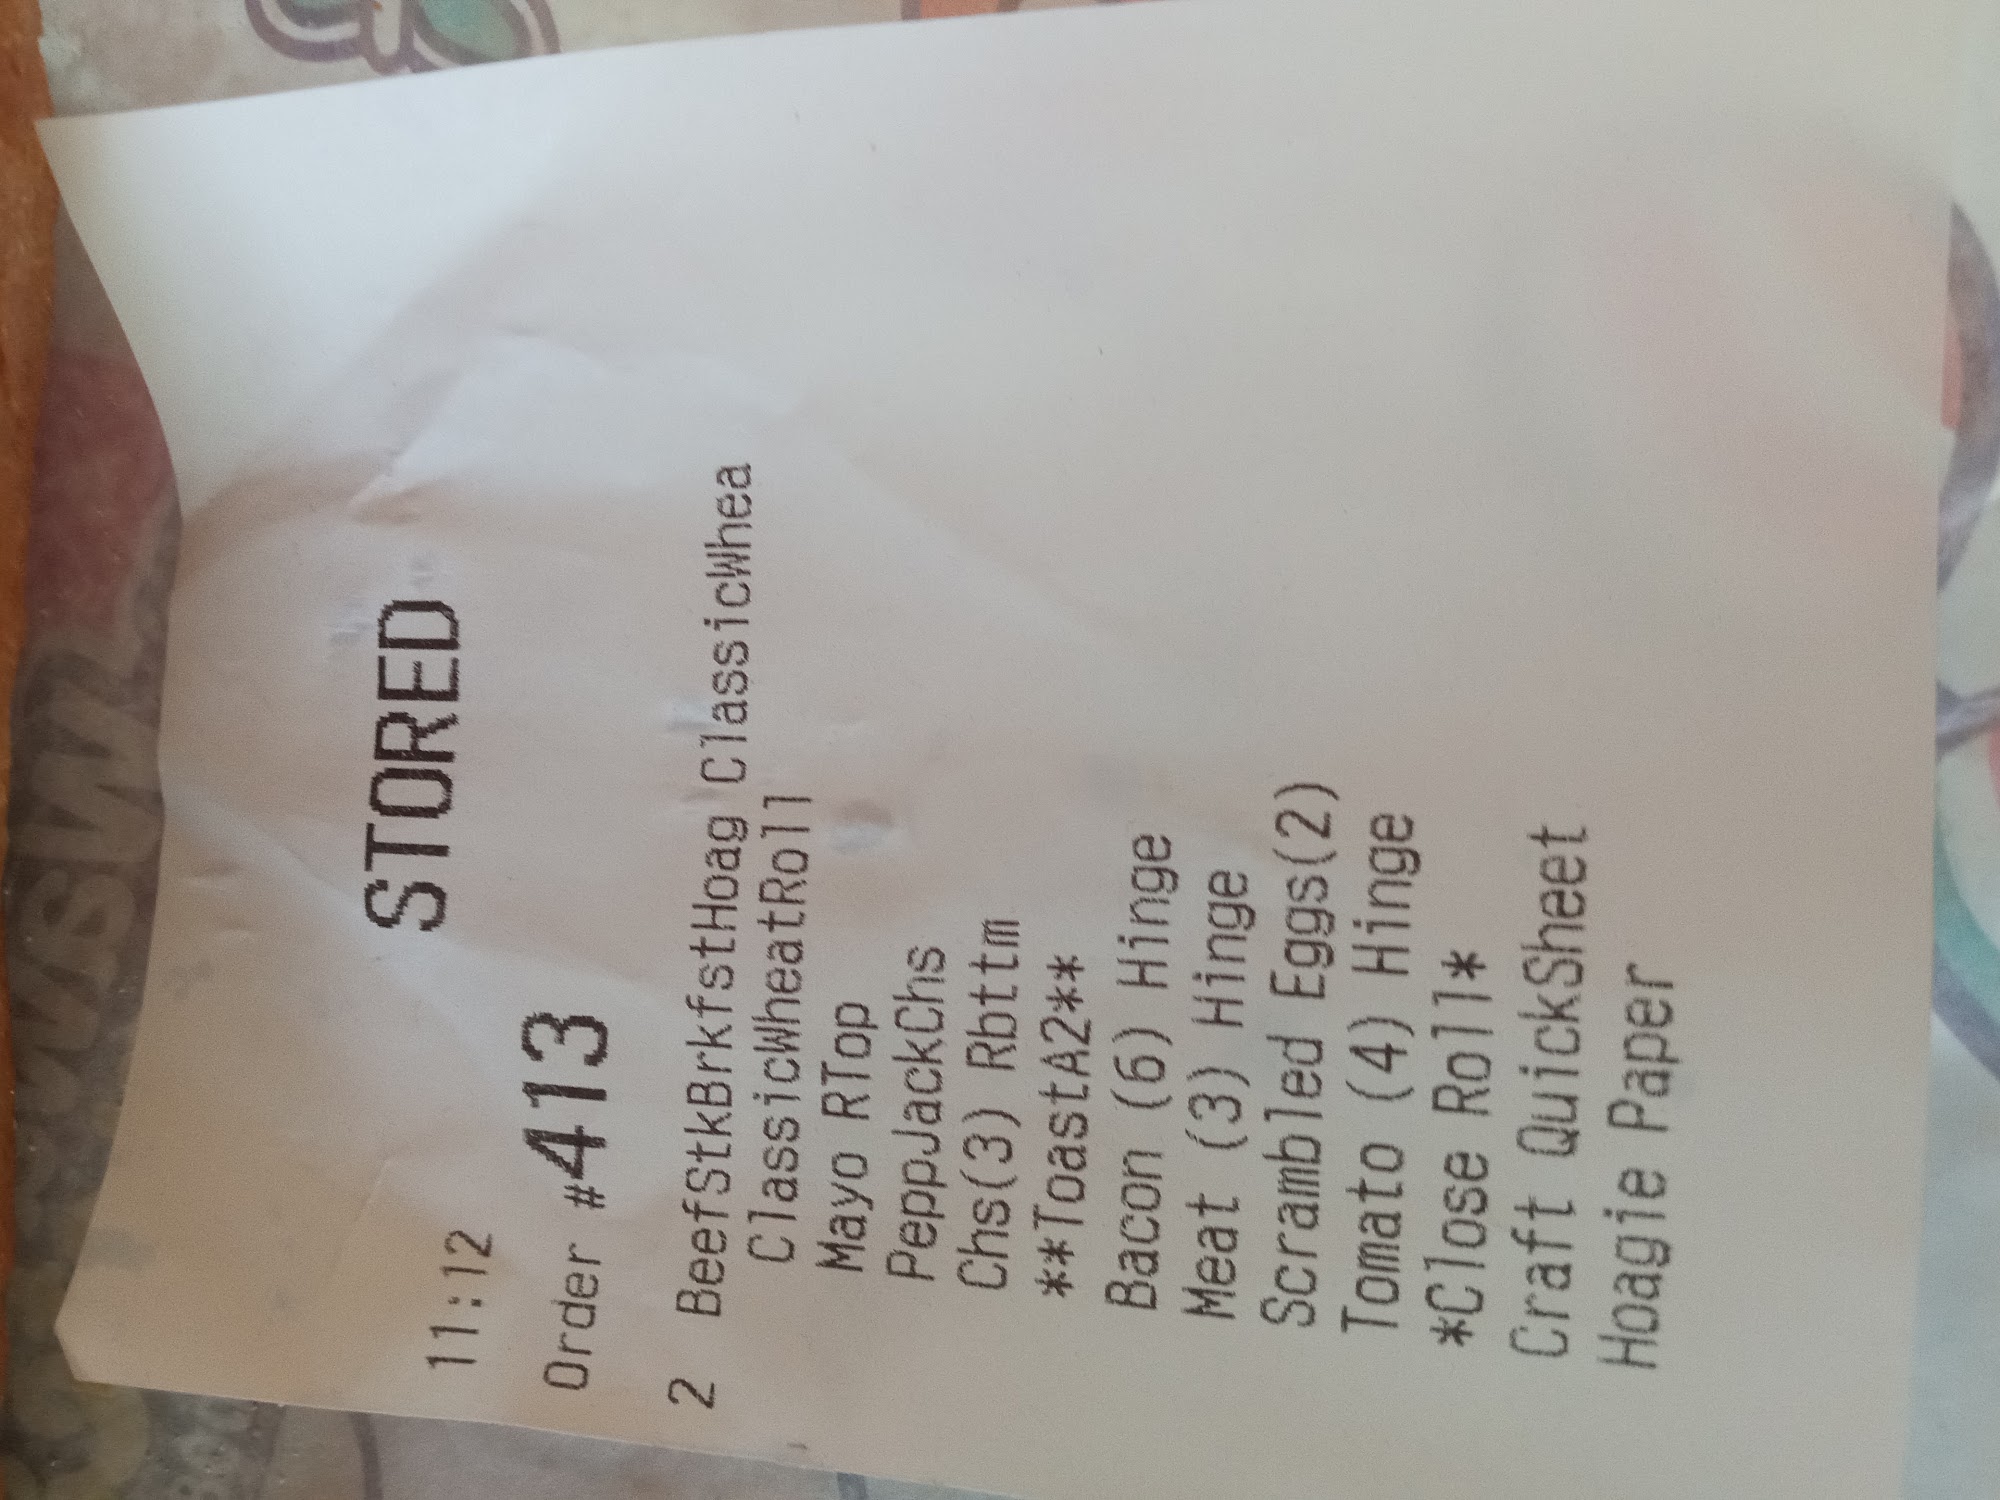 STORED
11:12
Order #413
2 BeefStkBrkfstHoag ClassicWhea
ClassicWheatRoll
Mayo RTop
PeppJackChs
Chs(3) Rbttm
**ToastA2**
Bacon (6) Hinge
Meat (3) Hinge
Scrambled Eggs(2)
Tomato (4) Hinge
*Close Roll*
Craft QuickSheet
Hoagie Paper